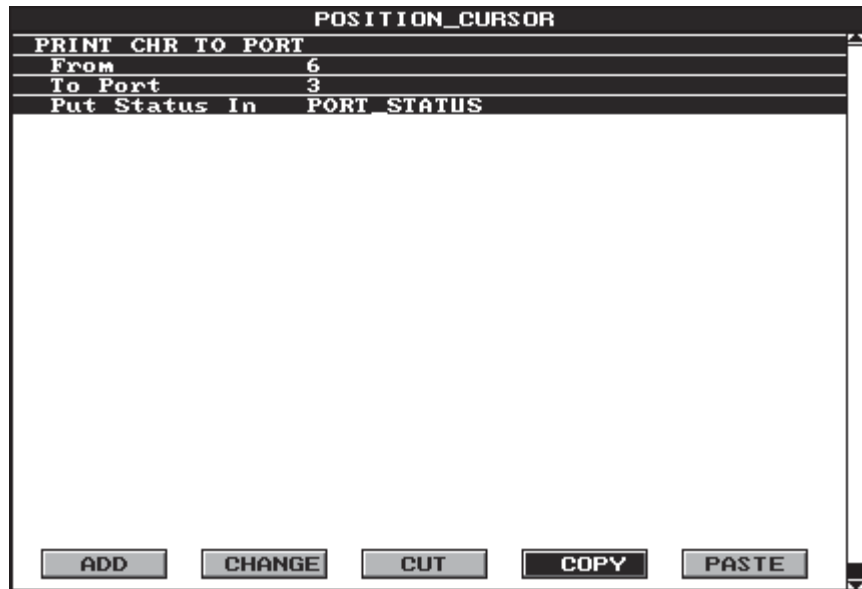 POSITION_CURSOR
PRINT CHR TO PORT
From 6
To Port 3
Put Status In PORT_STATUS
ADD CHANGE CUT COPY PASTE